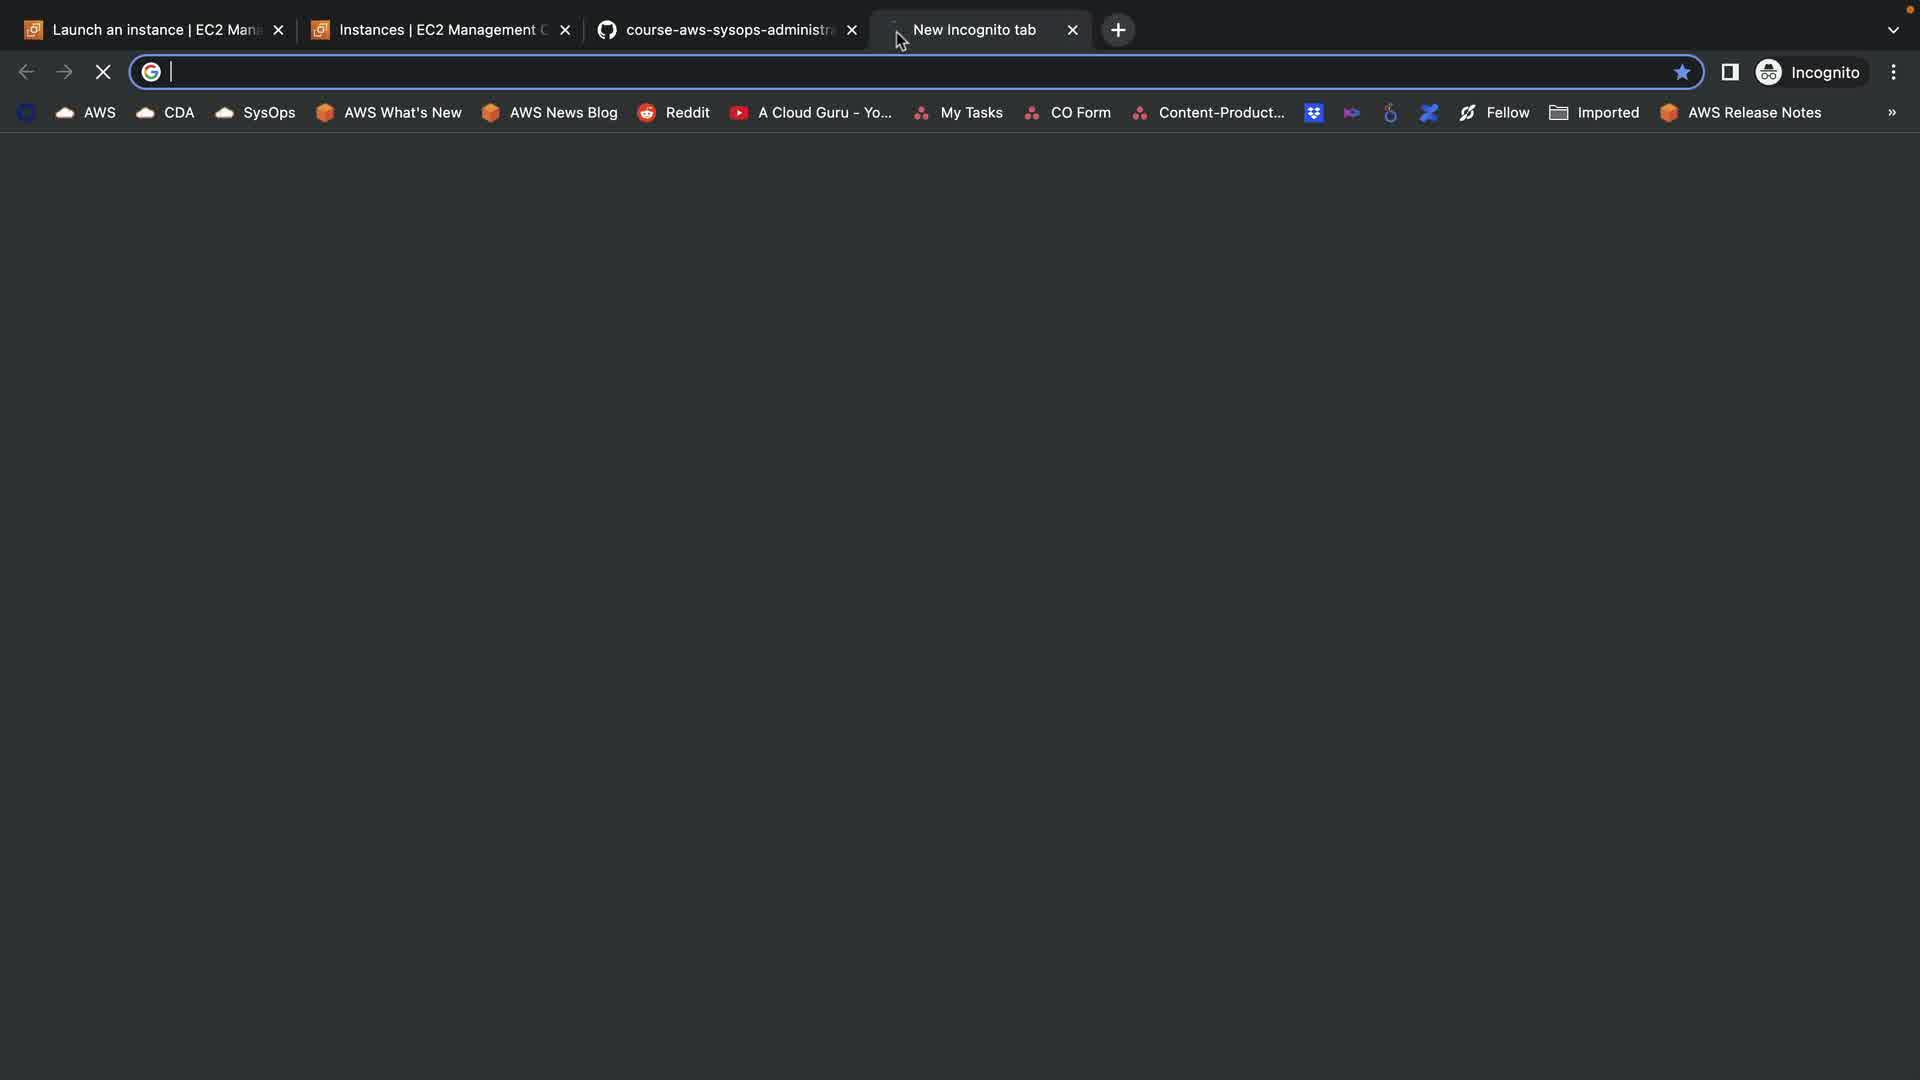 Launch an instance | EC2 Mana
Instances | EC2 Management C
course-aws-sysops-administra
New Incognito tab
Incognito
AWS
CDA
SysOps
AWS What's New
AWS News Blog
Reddit
A Cloud Guru - Yo...
My Tasks
CO Form
Content-Product...
Fellow
Imported
AWS Release Notes
»